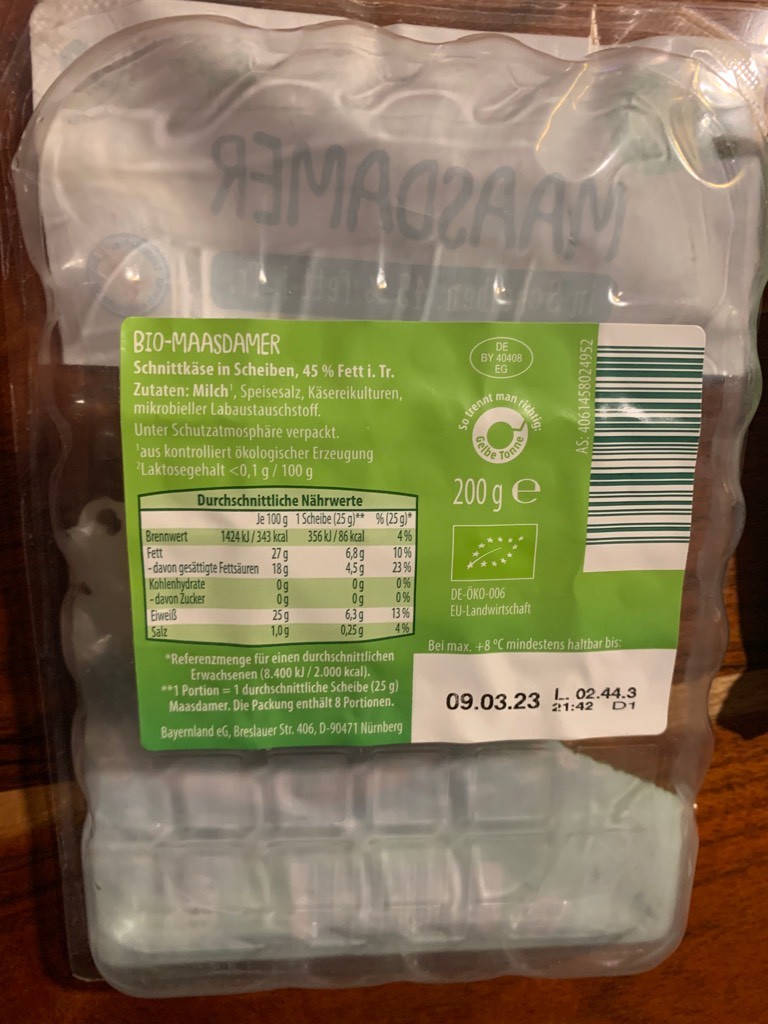 MAASDAMER
BIO-MAASDAMER
Schnittkäse in Scheiben, 45 % Fett i. Tr.
Zutaten: Milch¹, Speisesalz, Käsereikulturen,
mikrobieller Labaustauschstoff.
Unter Schutzatmosphäre verpackt.
¹aus kontrolliert ökologischer Erzeugung
²Laktosegehalt <0,1 g / 100 g
Durchschnittliche Nährwerte
Je 100 g 1 Scheibe (25 g)** % (25 g)*
Brennwert 1424 kJ / 343 kcal 356 kJ / 86 kcal 4 %
Fett 27 g 6,8 g 10 %
- davon gesättigte Fettsäuren 18 g 4,5 g 23 %
Kohlenhydrate 0 g 0 g 0 %
- davon Zucker 0 g 0 g 0 %
Eiweiß 25 g 6,3 g 13 %
Salz 1,0 g 0,25 g 4 %
*Referenzmenge für einen durchschnittlichen
Erwachsenen (8.400 kJ / 2.000 kcal).
**1 Portion = 1 durchschnittliche Scheibe (25 g)
Maasdamer. Die Packung enthält 8 Portionen.
Bayernland eG, Breslauer Str. 406, D-90471 Nürnberg
DE
BY 40408
EG
So trennt man richtig:
Gelbe Tonne
200 g e
DE-ÖKO-006
EU-Landwirtschaft
AS: 4061458024952
Bei max. +8 °C mindestens haltbar bis:
09.03.23 L. 02.44.3
21:42 D1